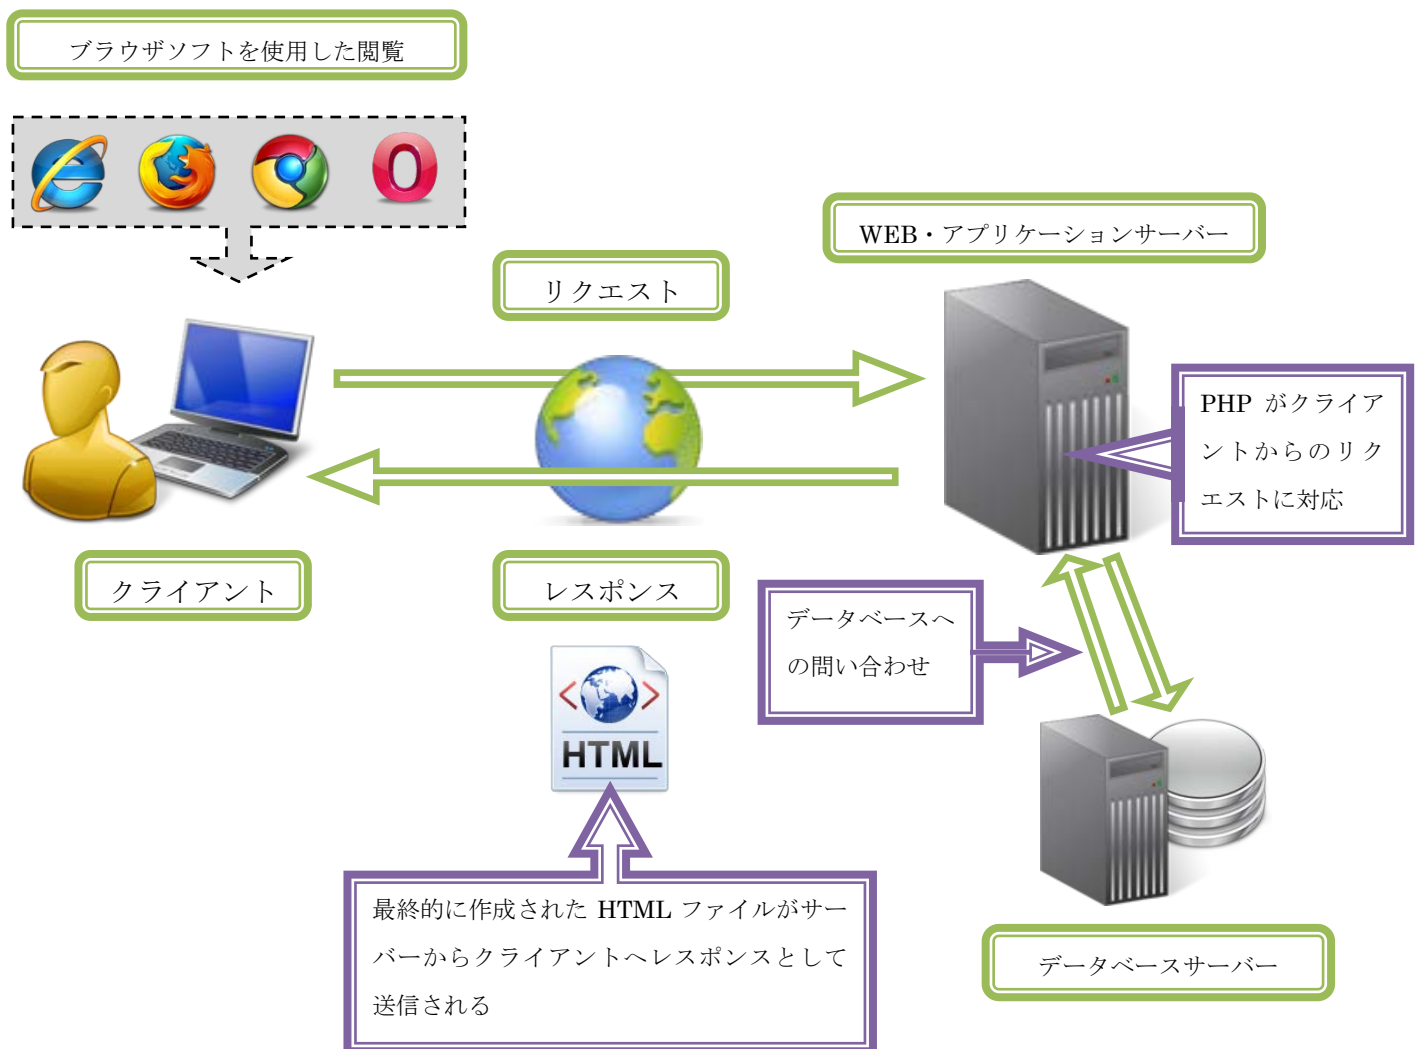 ブラウザソフトを使用した閲覧
WEB・アプリケーションサーバー
リクエスト
PHP がクライア
ントからのリク
エストに対応
クライアント
レスポンス
データベースへ
の問い合わせ
HTML
最終的に作成された HTML ファイルがサー
バーからクライアントへレスポンスとして
送信される
データベースサーバー